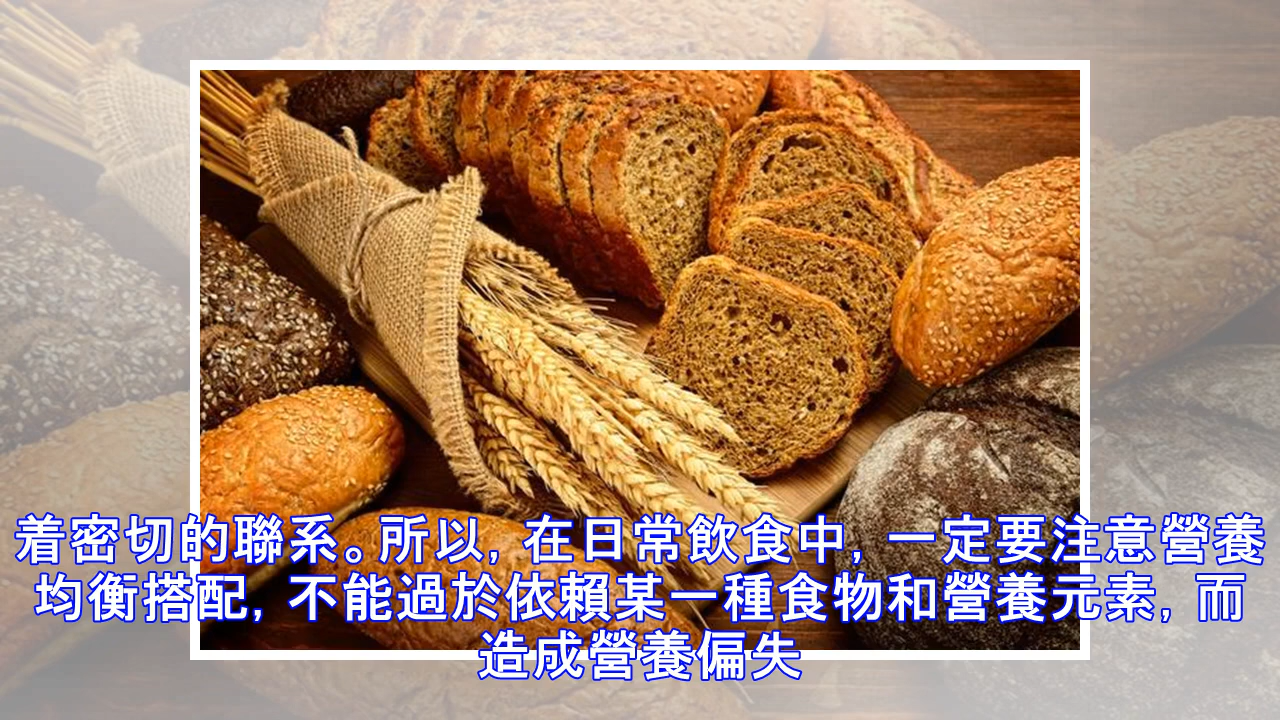 着密切的聯系。所以, 在日常飲食中, 一定要注意營養
均衡搭配, 不能過於依賴某一種食物和營養元素, 而
造成營養偏失